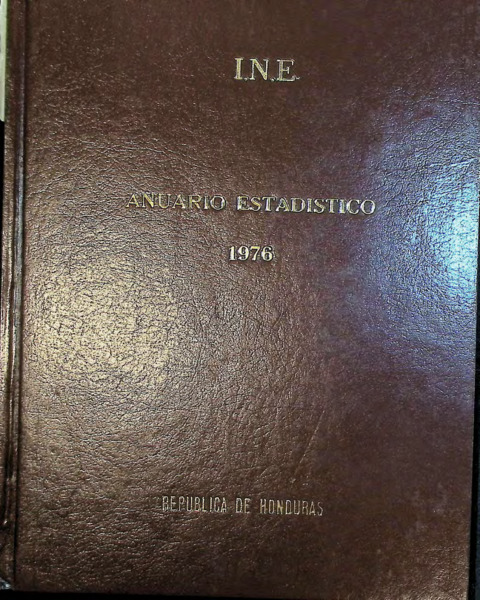 I.N.E.
ANUARIO ESTADISTICO
1976
REPUBLICA DE HONDURAS